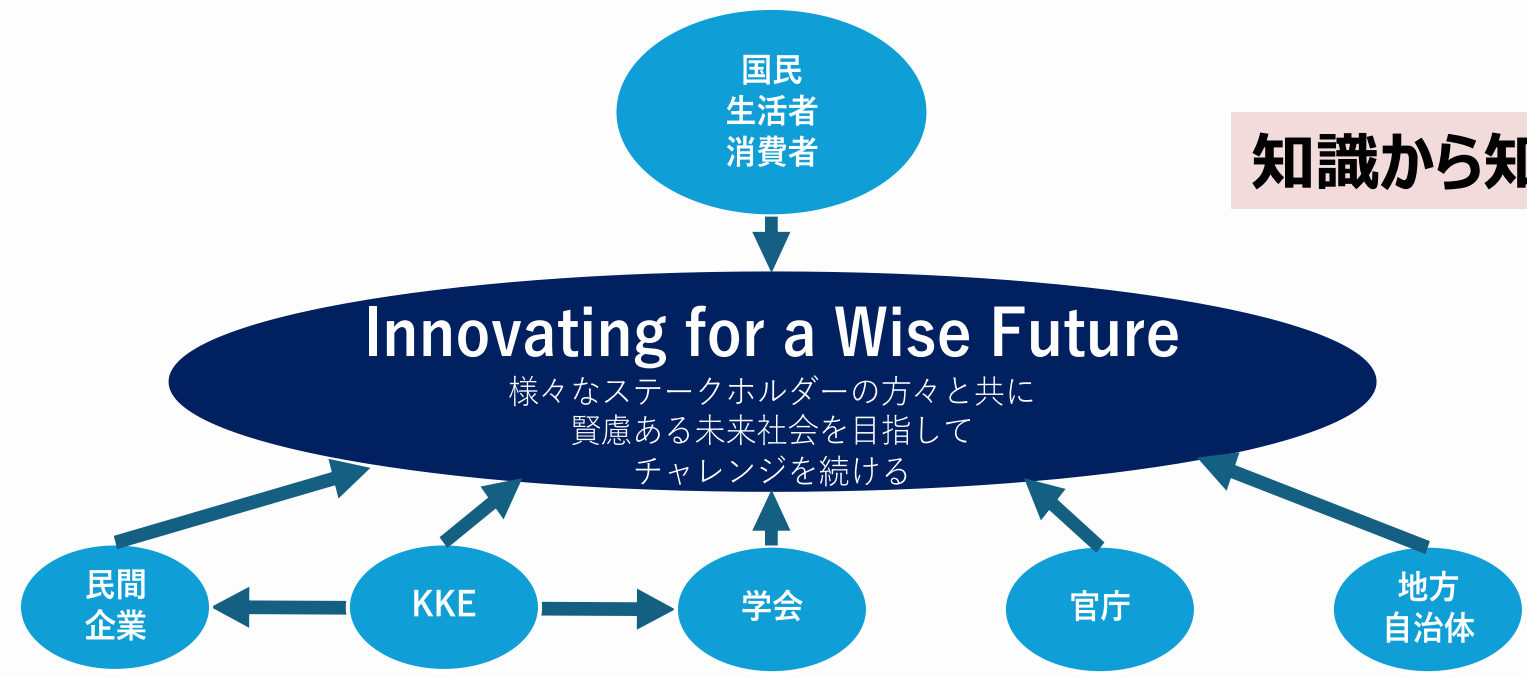 国民
生活者
消費者
知識から知
Innovating for a Wise Future
様々なステークホルダーの方々と共に
賢慮ある未来社会を目指して
チャレンジを続ける
民間
企業
KKE
学会
官庁
地方
自治体